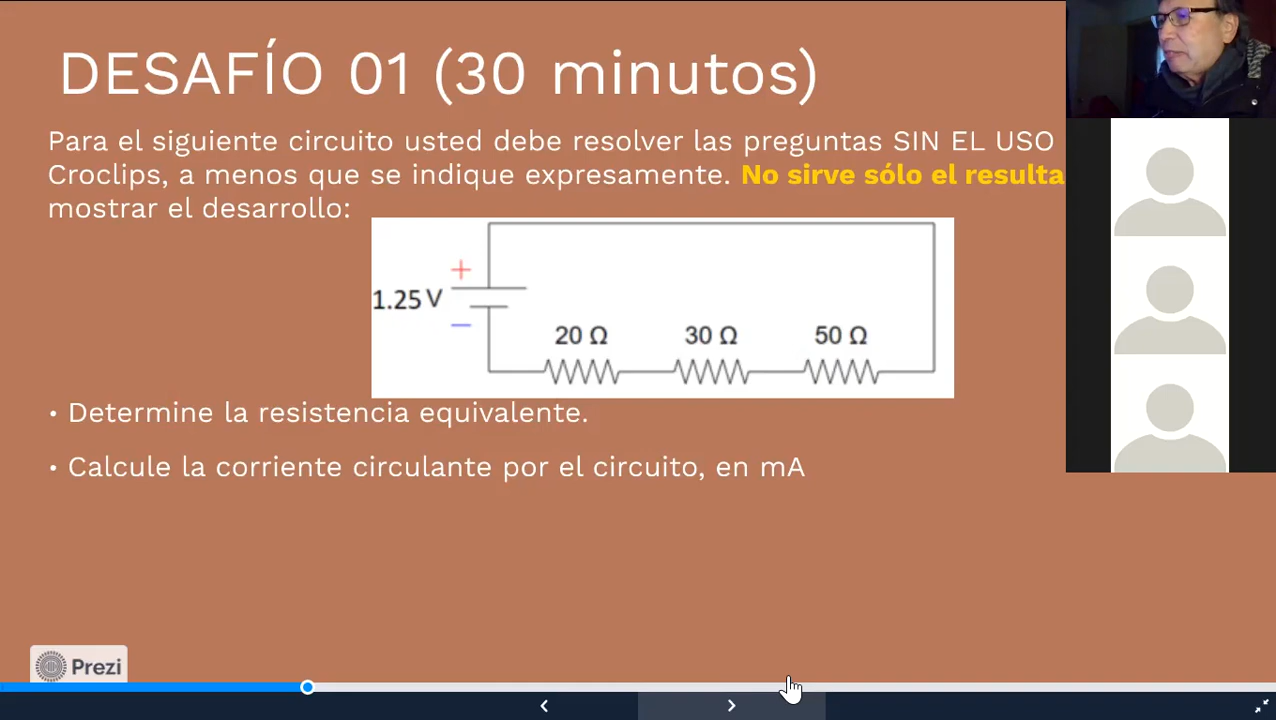 DESAFÍO 01 (30 minutos)
Para el siguiente circuito usted debe resolver las preguntas SIN EL USO
Croclips, a menos que se indique expresamente. No sirve sólo el resulta
mostrar el desarrollo:
+
1.25 V
−
20 Ω 30 Ω 50 Ω
• Determine la resistencia equivalente.
• Calcule la corriente circulante por el circuito, en mA
Prezi